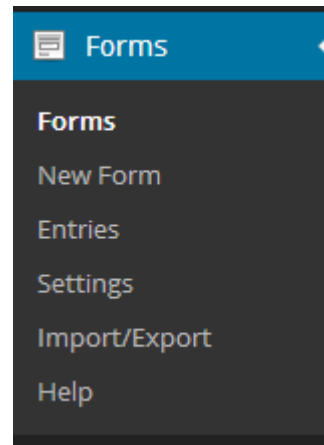 Forms
Forms
New Form
Entries
Settings
Import/Export
Help